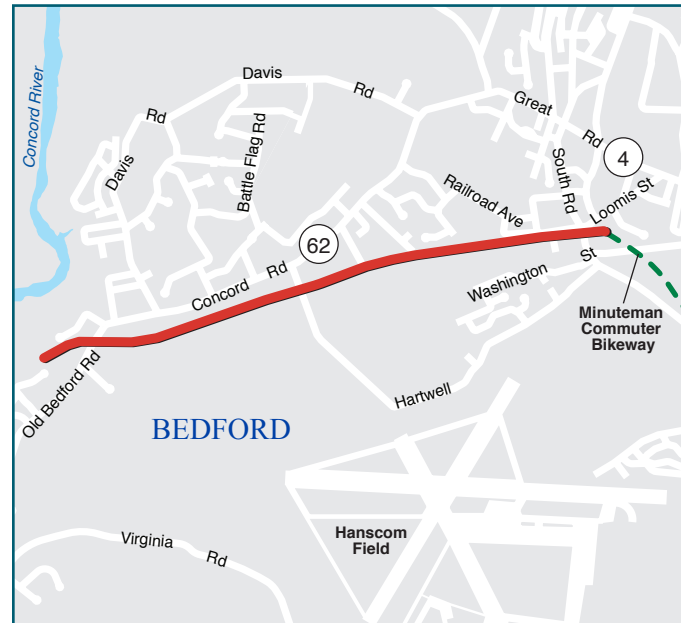 Concord River
Davis
Rd
Great
Rd
4
Rd
Davis
Battle Flag Rd
South Rd
Railroad Ave
Loomis St
62
Concord
Rd
Washington
St
Minuteman
Commuter
Bikeway
Old Bedford Rd
Hartwell
BEDFORD
Hanscom
Field
Virginia
Rd